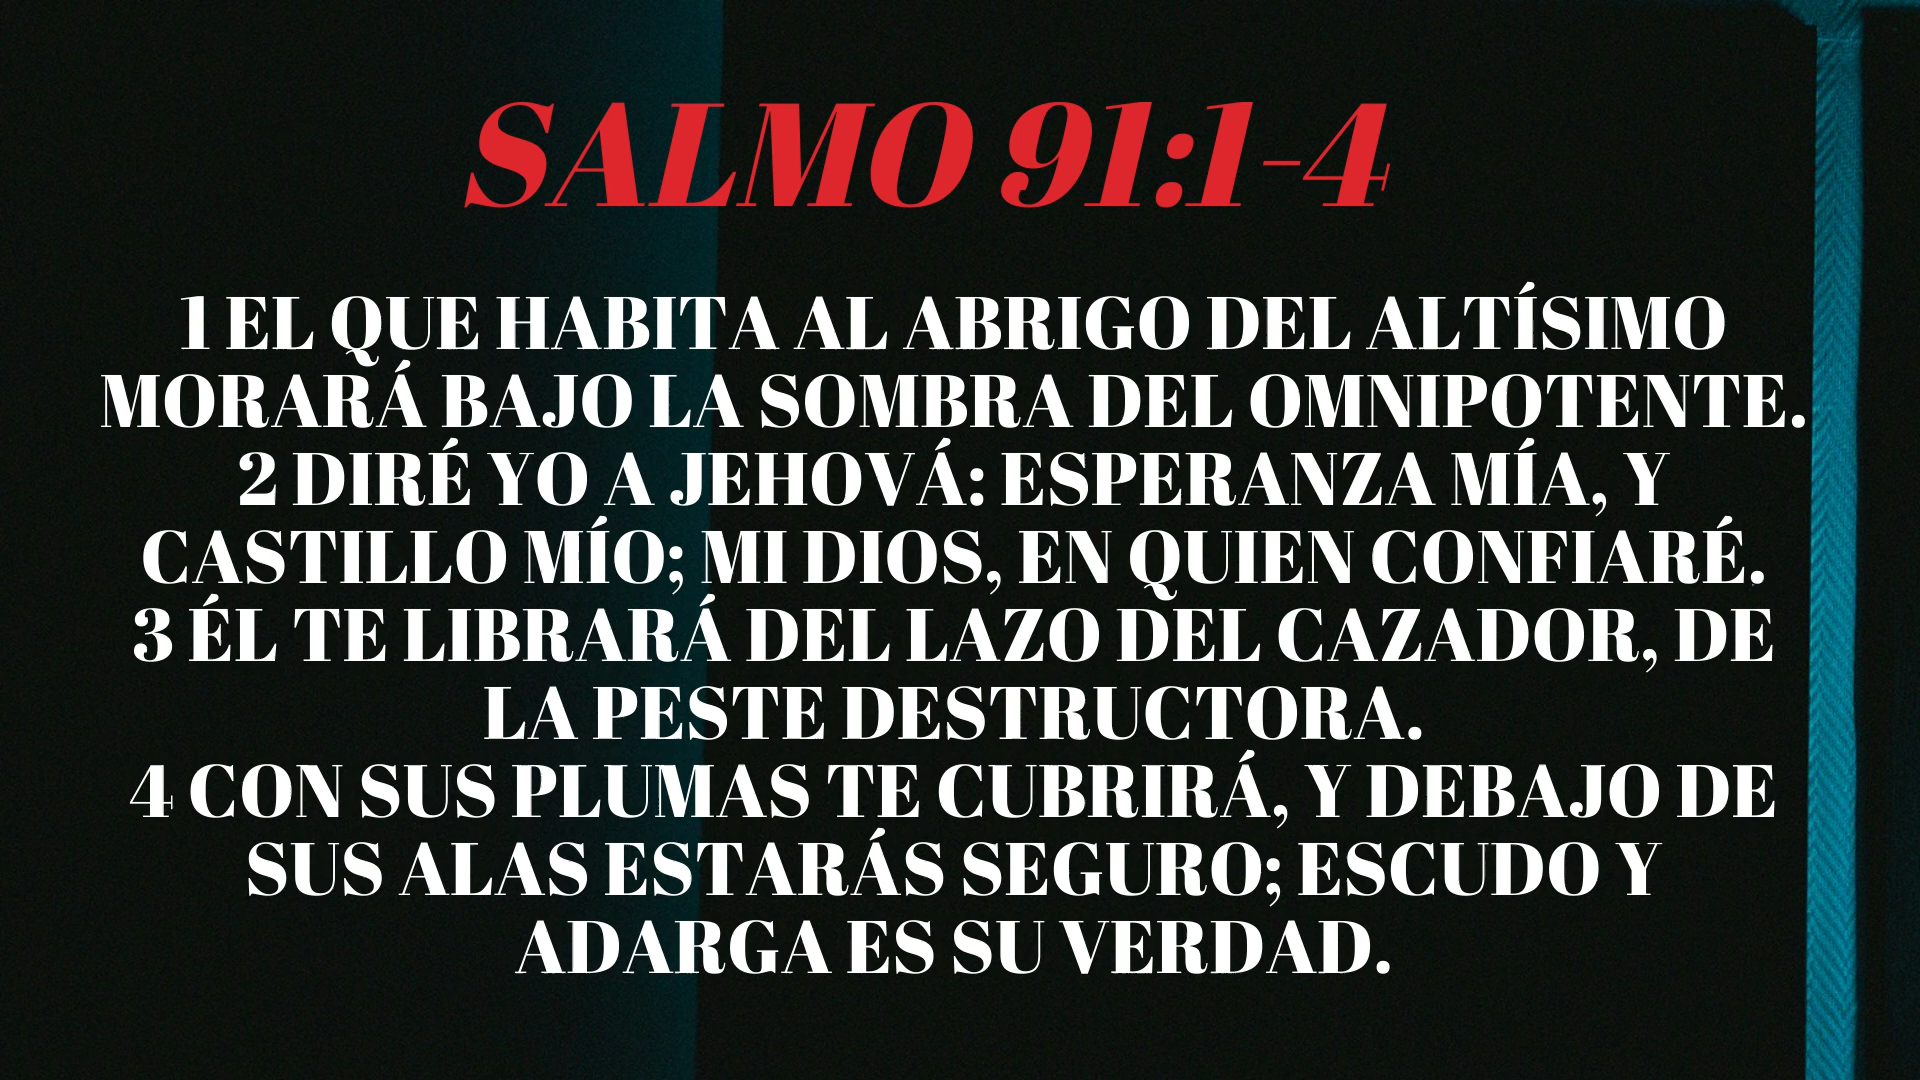 SALMO 91:1-4
1 EL QUE HABITA AL ABRIGO DEL ALTÍSIMO
MORARÁ BAJO LA SOMBRA DEL OMNIPOTENTE.
2 DIRÉ YO A JEHOVÁ: ESPERANZA MÍA, Y
CASTILLO MÍO; MI DIOS, EN QUIEN CONFIARÉ.
3 ÉL TE LIBRARÁ DEL LAZO DEL CAZADOR, DE
LA PESTE DESTRUCTORA.
4 CON SUS PLUMAS TE CUBRIRÁ, Y DEBAJO DE
SUS ALAS ESTARÁS SEGURO; ESCUDO Y
ADARGA ES SU VERDAD.